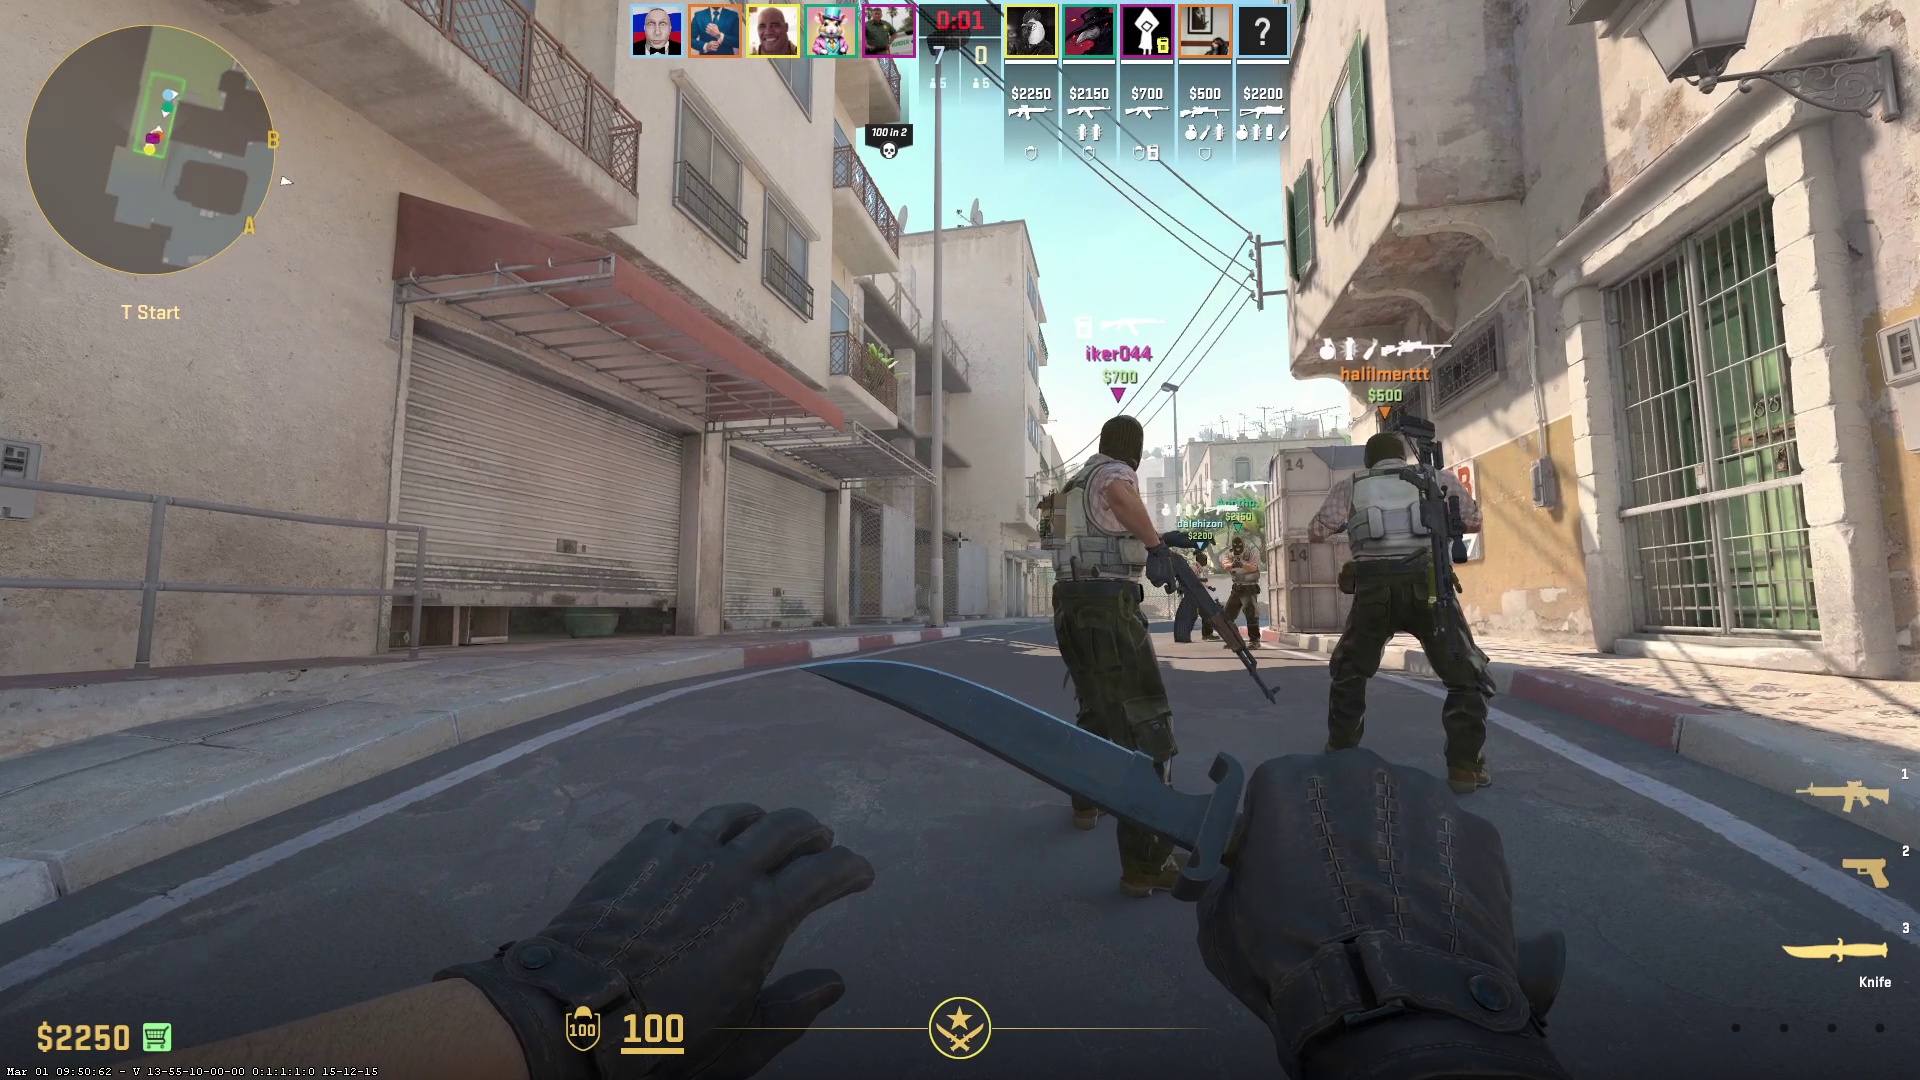 0:01
7 0
5 5
?
$2250 $2150 $700 $500 $2200
100 in 2
B
A
T Start
iker044
$700
halilmerttt
$500
14
14
B
$2150
dalehizon
$2200
1
2
3
Knife
$2250
100
100
Mar 01 09:50:62 - V 13-55-10-00-00 0:1:1:1:0 15-12-15